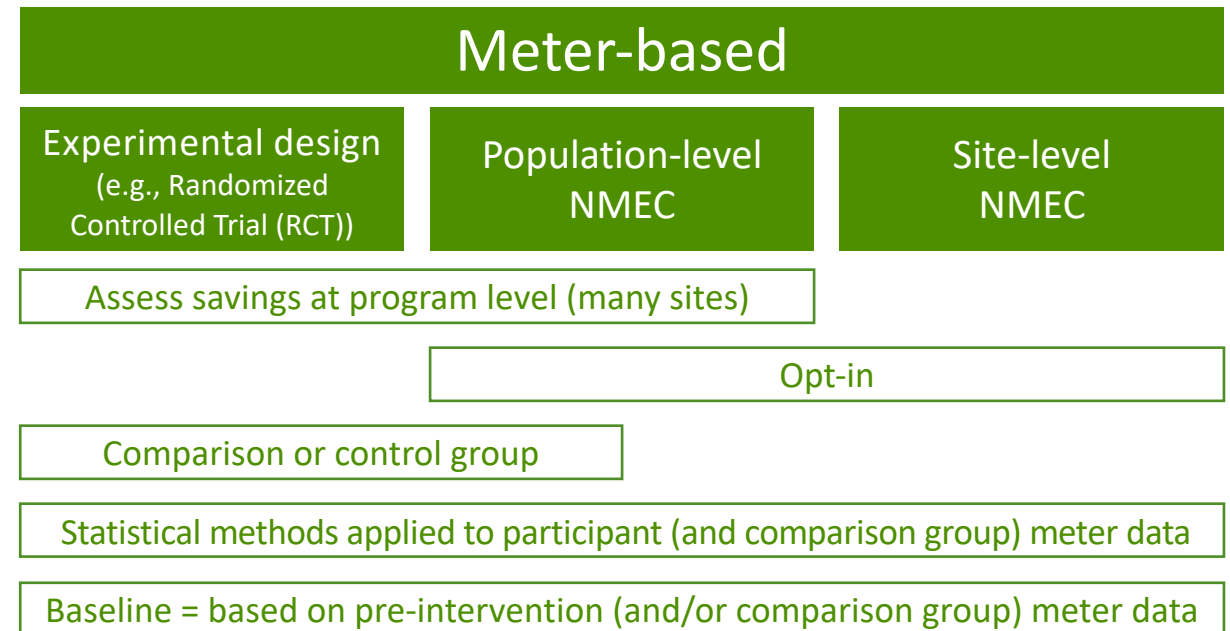 Meter-based
Experimental design
(e.g., Randomized
Controlled Trial (RCT))
Population-level
NMEC
Site-level
NMEC
Assess savings at program level (many sites)
Opt-in
Comparison or control group
Statistical methods applied to participant (and comparison group) meter data
Baseline = based on pre-intervention (and/or comparison group) meter data